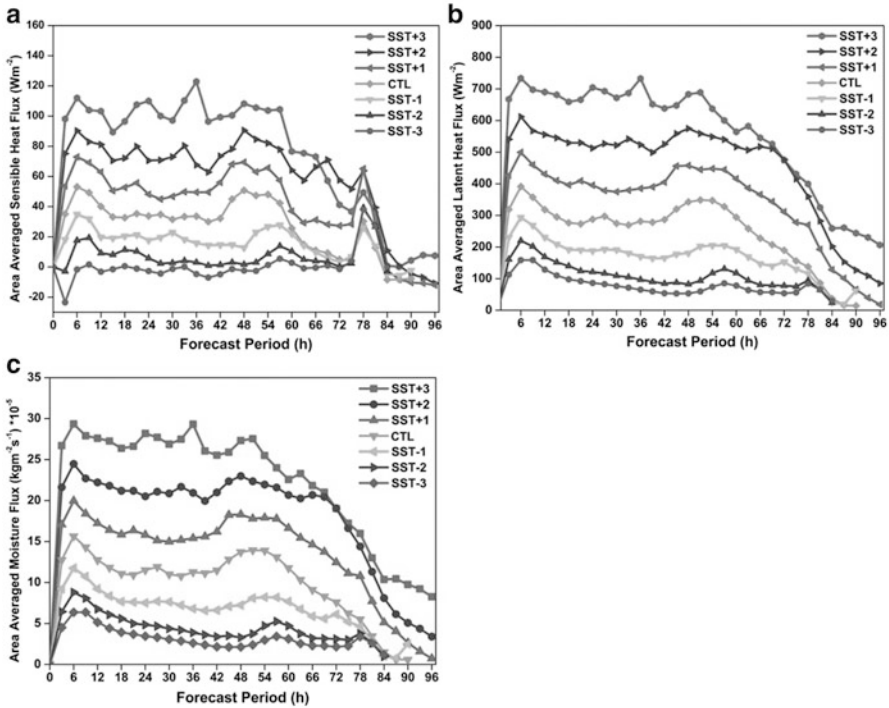 a
Area Averaged Sensible Heat Flux (Wm⁻²)
160
140
120
100
80
60
40
20
0
-20
SST+3
SST+2
SST+1
CTL
SST-1
SST-2
SST-3
0 6 12 18 24 30 36 42 48 54 60 66 72 78 84 90 96
Forecast Period (h)
b
Area Averaged Latent Heat Flux (Wm⁻²)
900
800
700
600
500
400
300
200
100
0
SST+3
SST+2
SST+1
CTL
SST-1
SST-2
SST-3
6 12 18 24 30 36 42 48 54 60 66 72 78 84 90 96
Forecast Period (h)
c
Area Averaged Moisture Flux (kgm⁻²s⁻¹) *10⁻⁵
35
30
25
20
15
10
5
0
SST+3
SST+2
SST+1
CTL
SST-1
SST-2
SST-3
0 6 12 18 24 30 36 42 48 54 60 66 72 78 84 90 96
Forecast Period (h)